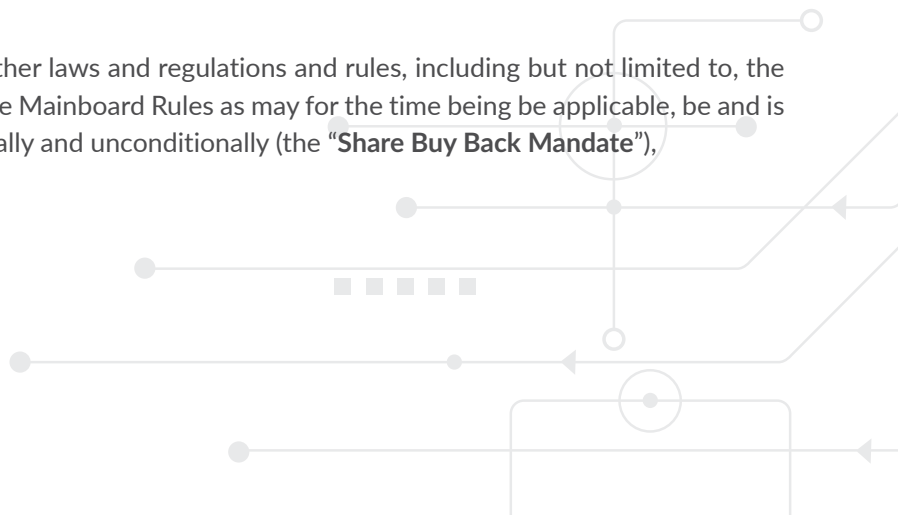 ther laws and regulations and rules, including but not limited to, the
e Mainboard Rules as may for the time being be applicable, be and is
ally and unconditionally (the “Share Buy Back Mandate”),